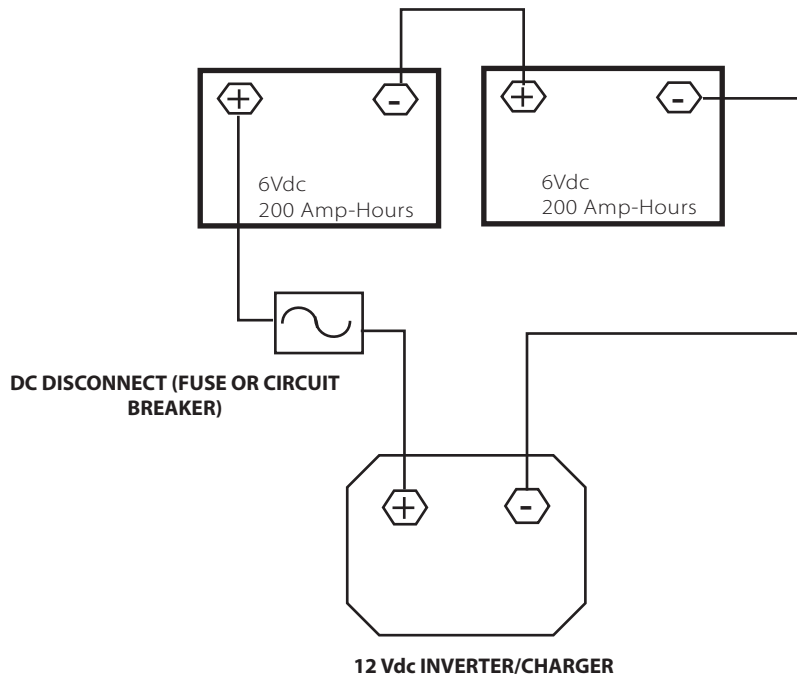 +
-
+
-
6Vdc
200 Amp-Hours
6Vdc
200 Amp-Hours
DC DISCONNECT (FUSE OR CIRCUIT
BREAKER)
+
-
12 Vdc INVERTER/CHARGER